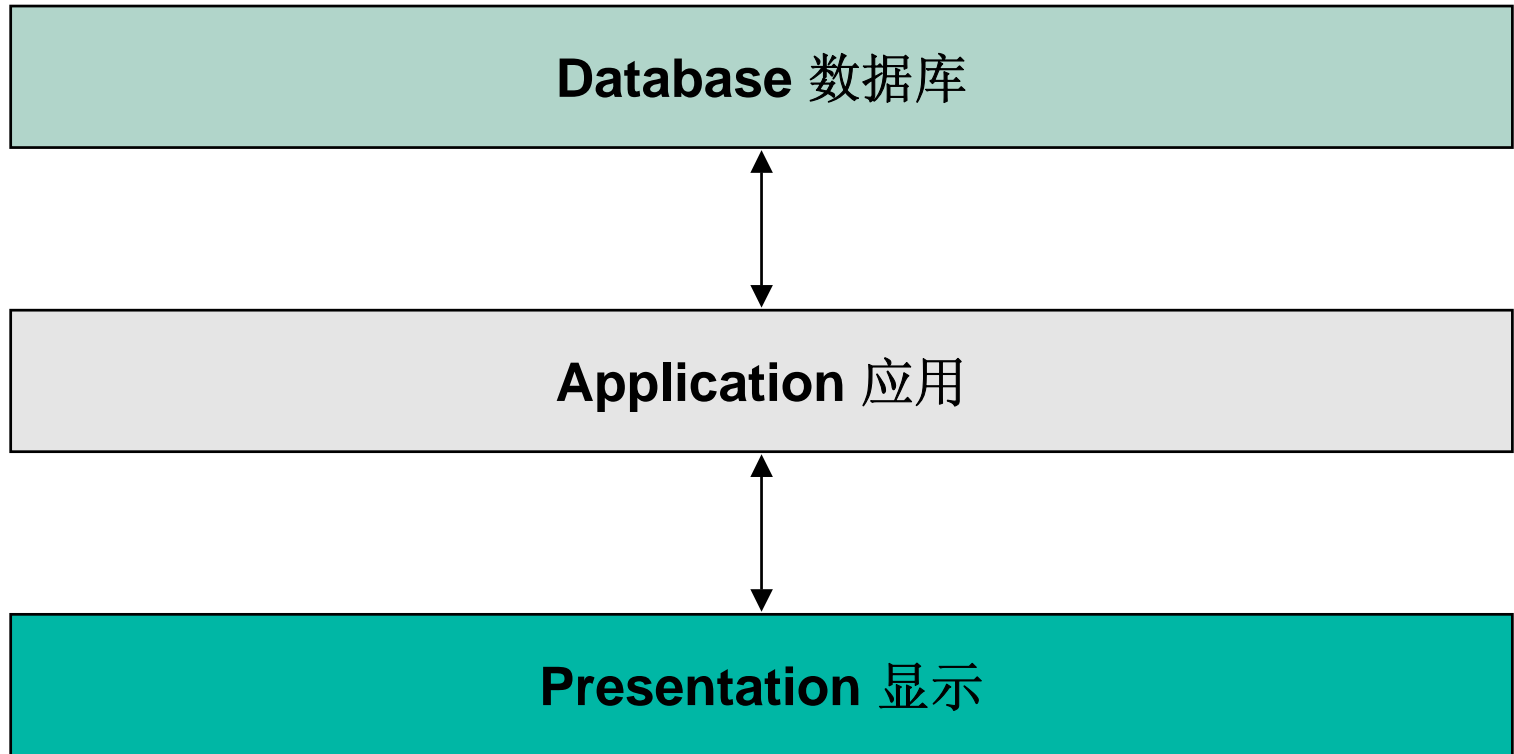 Database 数据库
Application 应用
Presentation 显示